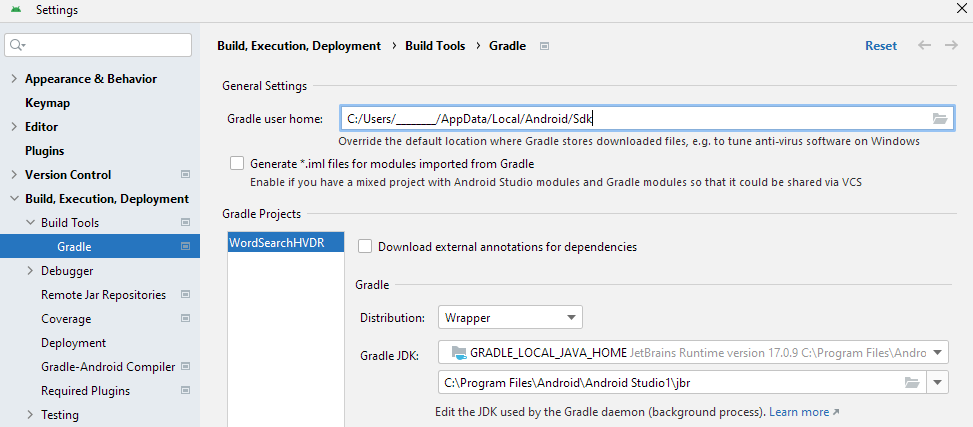 Settings
Build, Execution, Deployment › Build Tools › Gradle
Reset
Appearance & Behavior
Keymap
Editor
Plugins
Version Control
Build, Execution, Deployment
Build Tools
Gradle
Debugger
Remote Jar Repositories
Coverage
Deployment
Gradle-Android Compiler
Required Plugins
Testing
General Settings
Gradle user home: C:/Users/_______/AppData/Local/Android/Sdk
Override the default location where Gradle stores downloaded files, e.g. to tune anti-virus software on Windows
Generate *.iml files for modules imported from Gradle
Enable if you have a mixed project with Android Studio modules and Gradle modules so that it could be shared via VCS
Gradle Projects
WordSearchHVDR
Download external annotations for dependencies
Gradle
Distribution: Wrapper
Gradle JDK: GRADLE_LOCAL_JAVA_HOME JetBrains Runtime version 17.0.9 C:\Program Files\Andro
C:\Program Files\Android\Android Studio1\jbr
Edit the JDK used by the Gradle daemon (background process). Learn more ↗